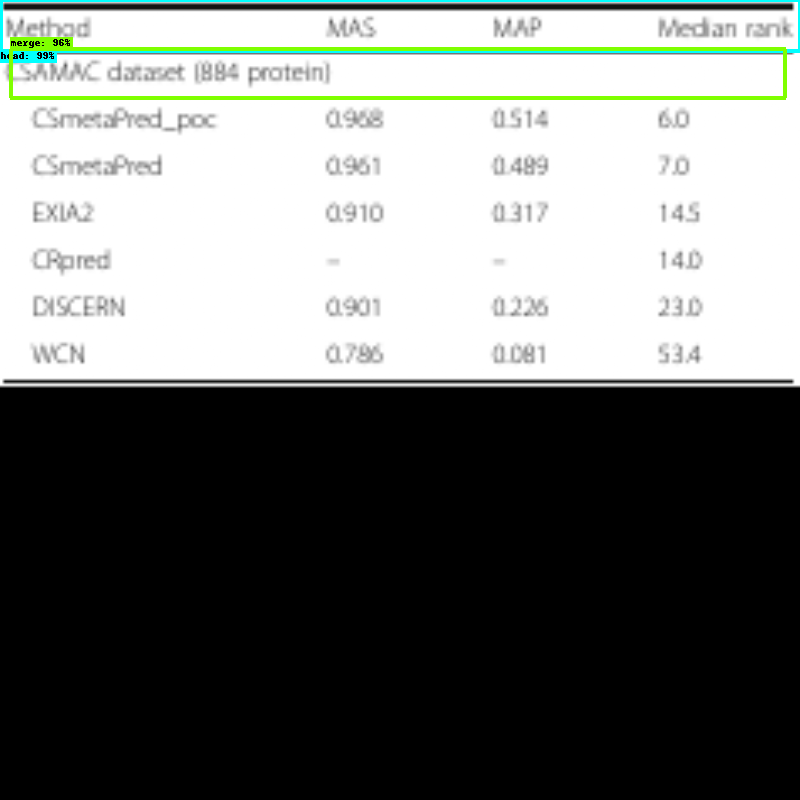 Method MAS MAP Median rank
merge: 96%
head: 99%
CSAMAC dataset (884 protein)
CSmetaPred_poc 0.968 0.514 6.0
CSmetaPred 0.961 0.489 7.0
EXIA2 0.910 0.317 14.5
CRpred – – 14.0
DISCERN 0.901 0.226 23.0
WCN 0.786 0.081 53.4